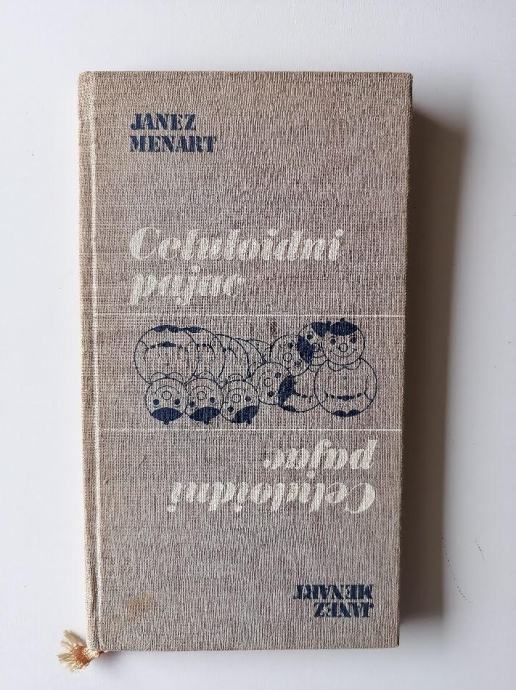 JANEZ
MENART
Celuloidni
pajac
Celuloidni
pajac
JANEZ
MENART